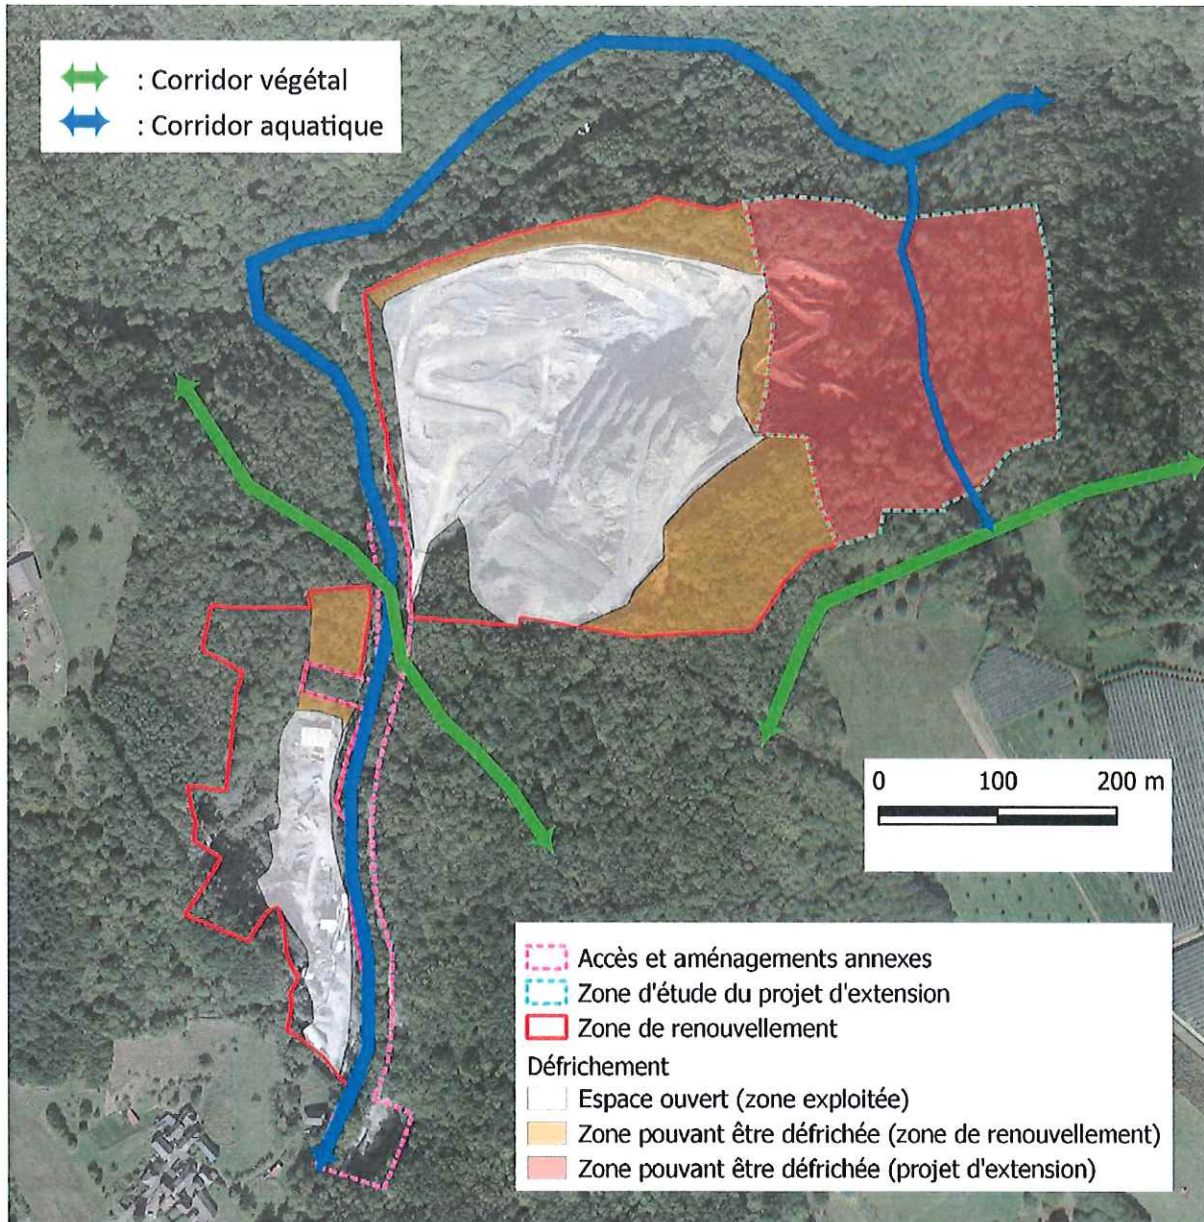 : Corridor végétal
: Corridor aquatique
0 100 200 m
Accès et aménagements annexes
Zone d'étude du projet d'extension
Zone de renouvellement
Défrichement
Espace ouvert (zone exploitée)
Zone pouvant être défrichée (zone de renouvellement)
Zone pouvant être défrichée (projet d'extension)